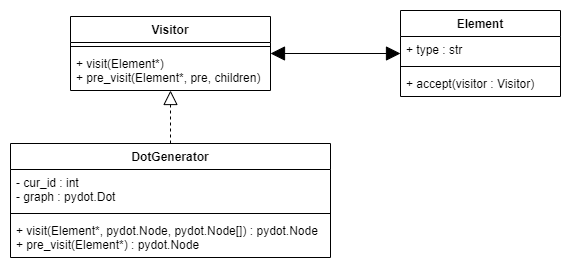 Visitor
+ visit(Element*)
+ pre_visit(Element*, pre, children)
Element
+ type : str
+ accept(visitor : Visitor)
DotGenerator
- cur_id : int
- graph : pydot.Dot
+ visit(Element*, pydot.Node, pydot.Node[]) : pydot.Node
+ pre_visit(Element*) : pydot.Node